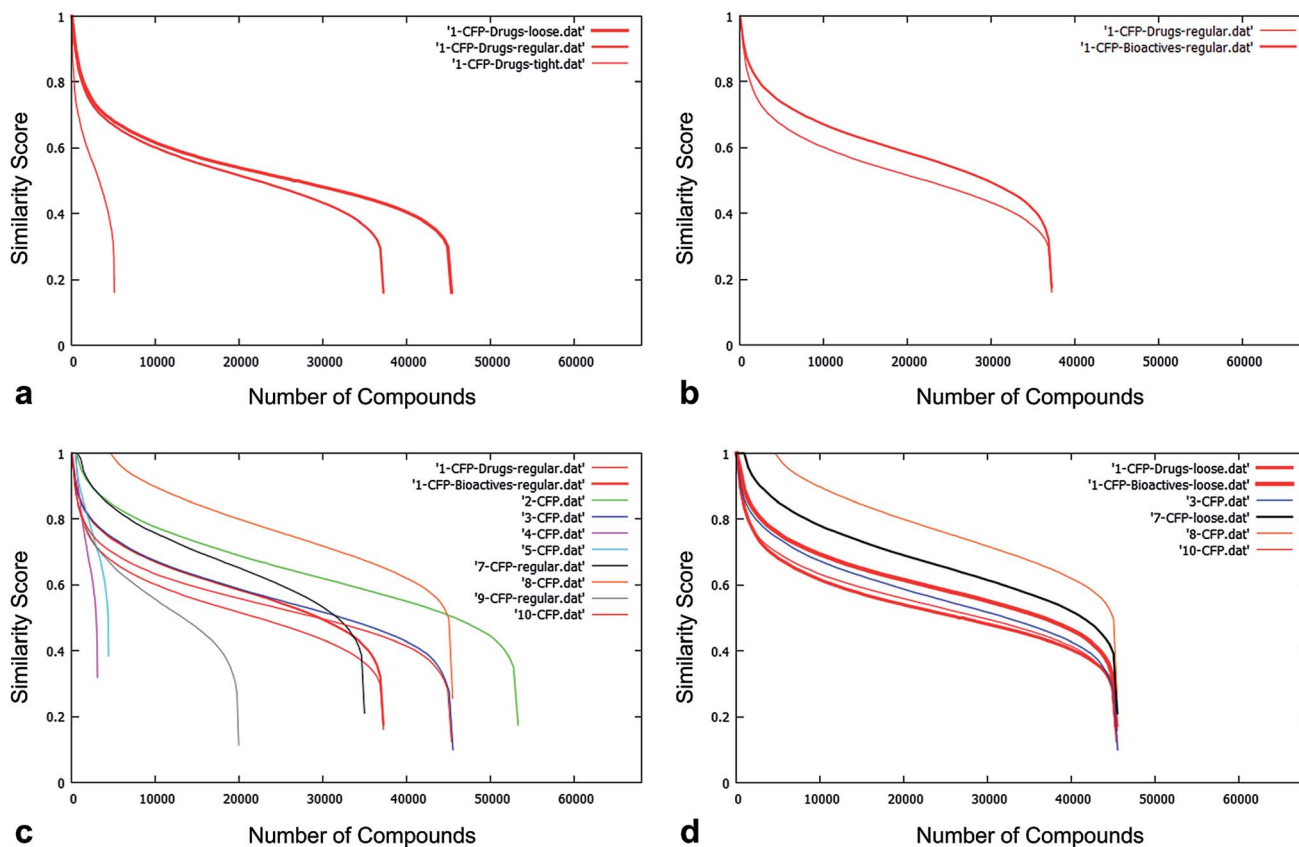 1
0.8
0.6
0.4
0.2
0
Similarity Score
'1-CFP-Drugs-loose.dat'
'1-CFP-Drugs-regular.dat'
'1-CFP-Drugs-tight.dat'
0 10000 20000 30000 40000 50000 60000
a
Number of Compounds
1
0.8
0.6
0.4
0.2
0
Similarity Score
'1-CFP-Drugs-regular.dat'
'1-CFP-Bioactives-regular.dat'
0 10000 20000 30000 40000 50000 60000
b
Number of Compounds
1
0.8
0.6
0.4
0.2
0
Similarity Score
'1-CFP-Drugs-regular.dat'
'1-CFP-Bioactives-regular.dat'
'2-CFP.dat'
'3-CFP.dat'
'4-CFP.dat'
'5-CFP.dat'
'7-CFP-regular.dat'
'8-CFP.dat'
'9-CFP-regular.dat'
'10-CFP.dat'
0 10000 20000 30000 40000 50000 60000
c
Number of Compounds
1
0.8
0.6
0.4
0.2
0
Similarity Score
'1-CFP-Drugs-loose.dat'
'1-CFP-Bioactives-loose.dat'
'3-CFP.dat'
'7-CFP-loose.dat'
'8-CFP.dat'
'10-CFP.dat'
0 10000 20000 30000 40000 50000 60000
d
Number of Compounds